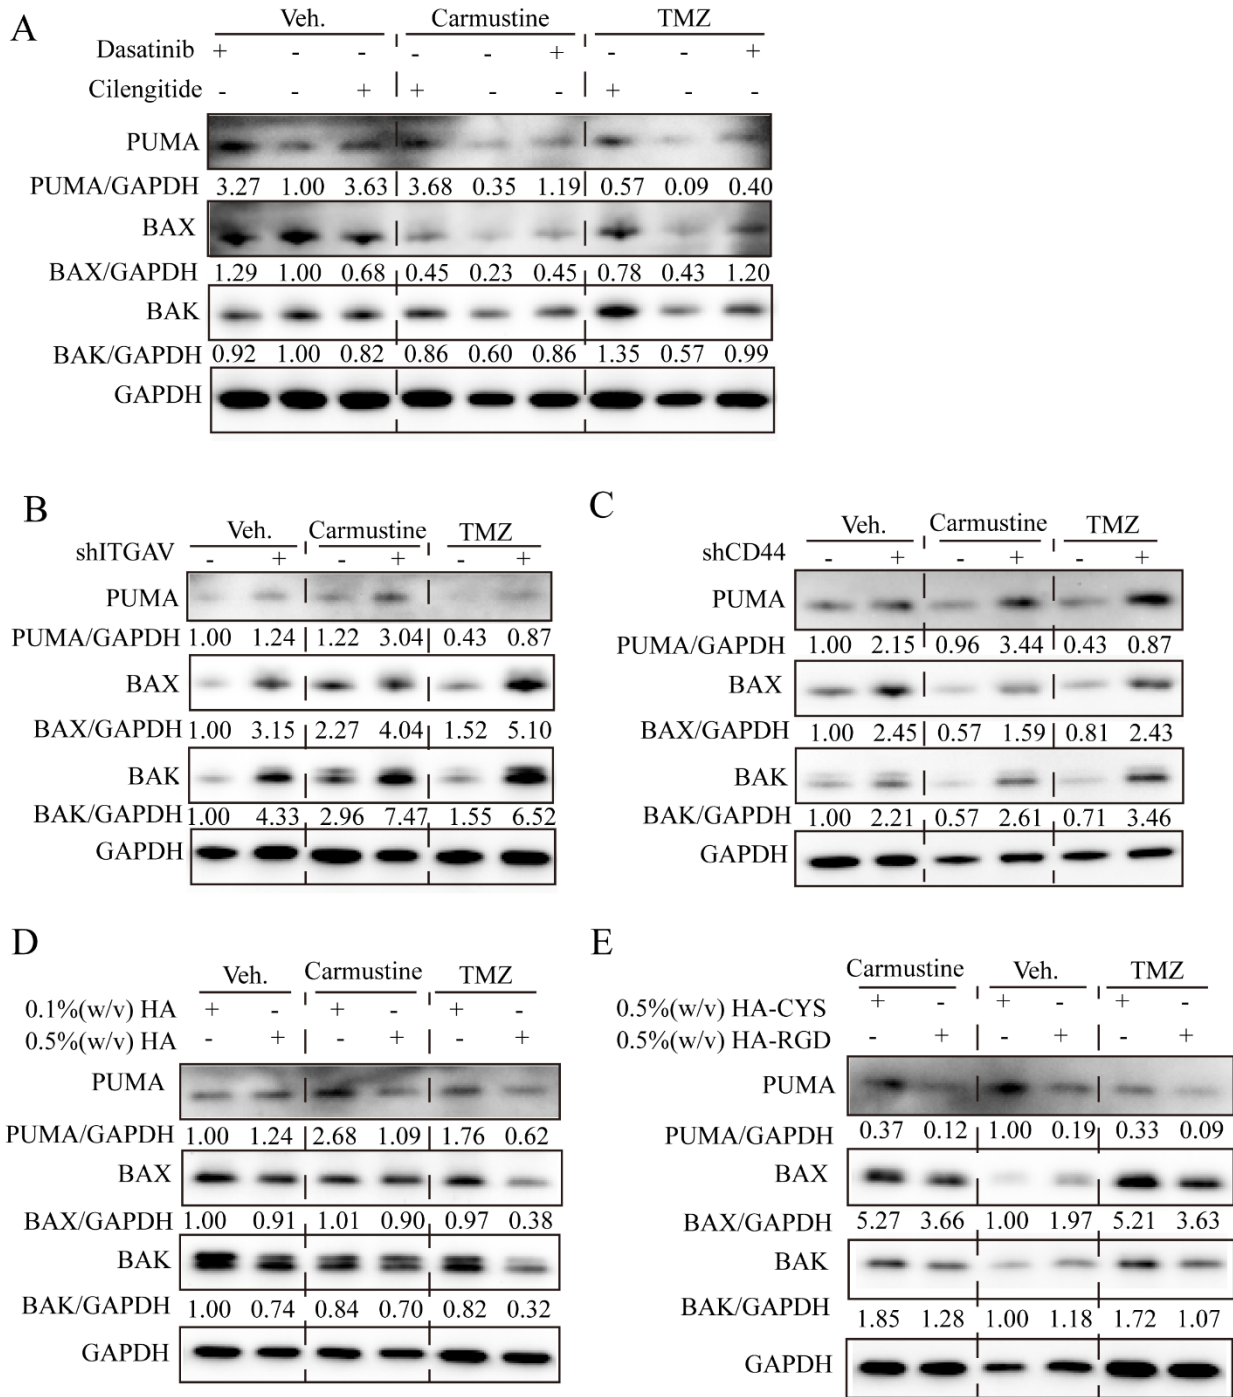 A
Veh. Carmustine TMZ
Dasatinib + - - - - + - - +
Cilengitide - - + + - - + - -
PUMA
PUMA/GAPDH 3.27 1.00 3.63 3.68 0.35 1.19 0.57 0.09 0.40
BAX
BAX/GAPDH 1.29 1.00 0.68 0.45 0.23 0.45 0.78 0.43 1.20
BAK
BAK/GAPDH 0.92 1.00 0.82 0.86 0.60 0.86 1.35 0.57 0.99
GAPDH
B
Veh. Carmustine TMZ
shITGAV - + - + - +
PUMA
PUMA/GAPDH 1.00 1.24 1.22 3.04 0.43 0.87
BAX
BAX/GAPDH 1.00 3.15 2.27 4.04 1.52 5.10
BAK
BAK/GAPDH 1.00 4.33 2.96 7.47 1.55 6.52
GAPDH
C
Veh. Carmustine TMZ
shCD44 - + - + - +
PUMA
PUMA/GAPDH 1.00 2.15 0.96 3.44 0.43 0.87
BAX
BAX/GAPDH 1.00 2.45 0.57 1.59 0.81 2.43
BAK
BAK/GAPDH 1.00 2.21 0.57 2.61 0.71 3.46
GAPDH
D
Veh. Carmustine TMZ
0.1%(w/v) HA + - + - + -
0.5%(w/v) HA - + - + - +
PUMA
PUMA/GAPDH 1.00 1.24 2.68 1.09 1.76 0.62
BAX
BAX/GAPDH 1.00 0.91 1.01 0.90 0.97 0.38
BAK
BAK/GAPDH 1.00 0.74 0.84 0.70 0.82 0.32
GAPDH
E
Carmustine Veh. TMZ
0.5%(w/v) HA-CYS + - + - + -
0.5%(w/v) HA-RGD - + - + - +
PUMA
PUMA/GAPDH 0.37 0.12 1.00 0.19 0.33 0.09
BAX
BAX/GAPDH 5.27 3.66 1.00 1.97 5.21 3.63
BAK
BAK/GAPDH 1.85 1.28 1.00 1.18 1.72 1.07
GAPDH